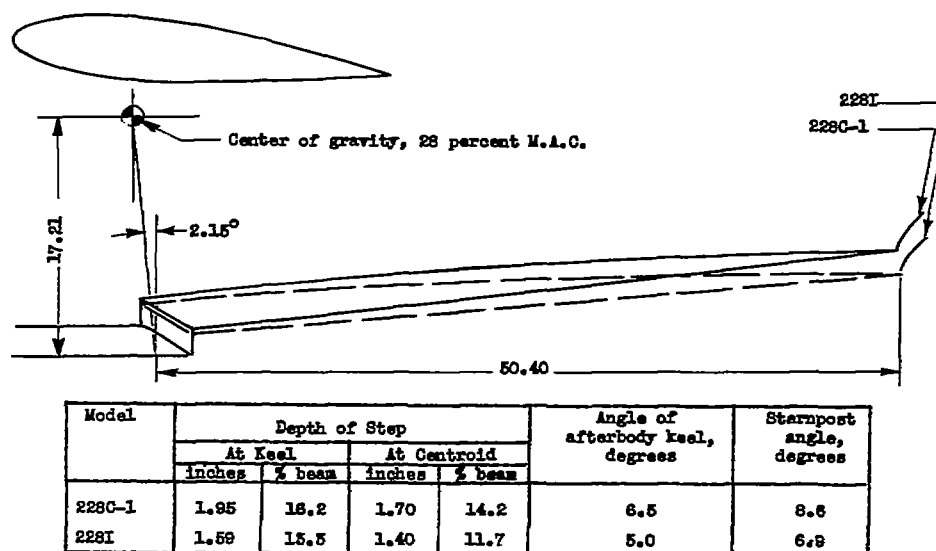 228I
228C-1
Center of gravity, 28 percent M.A.C.
2.15°
17.21
50.40
Model
Depth of Step
Angle of afterbody keel, degrees
Sternpost angle, degrees
At Keel At Centroid
inches % beam inches % beam
228C-1 1.95 16.2 1.70 14.2 6.5 8.6
228I 1.59 13.3 1.40 11.7 5.0 6.9